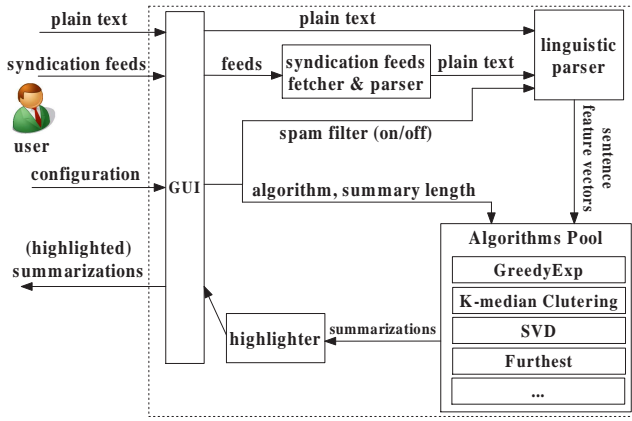 plain text
plain text
syndication feeds
feeds
syndication feeds
fetcher & parser
plain text
linguistic
parser
user
spam filter (on/off)
configuration
GUI
algorithm, summary length
sentence
feature vectors
(highlighted)
summarizations
highlighter
summarizations
Algorithms Pool
GreedyExp
K-median Clutering
SVD
Furthest
...